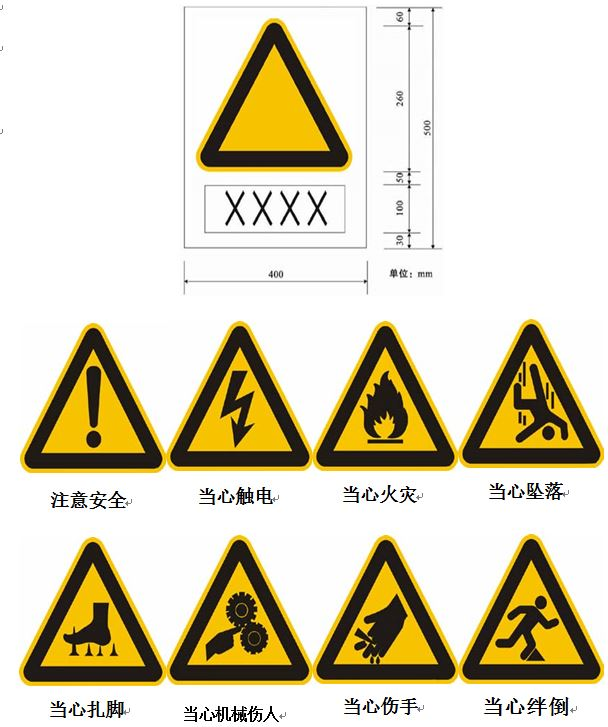 60
260
500
50
XXXX
100
30
400
单位：mm
注意安全
当心触电
当心火灾
当心坠落
当心扎脚
当心机械伤人
当心伤手
当心绊倒